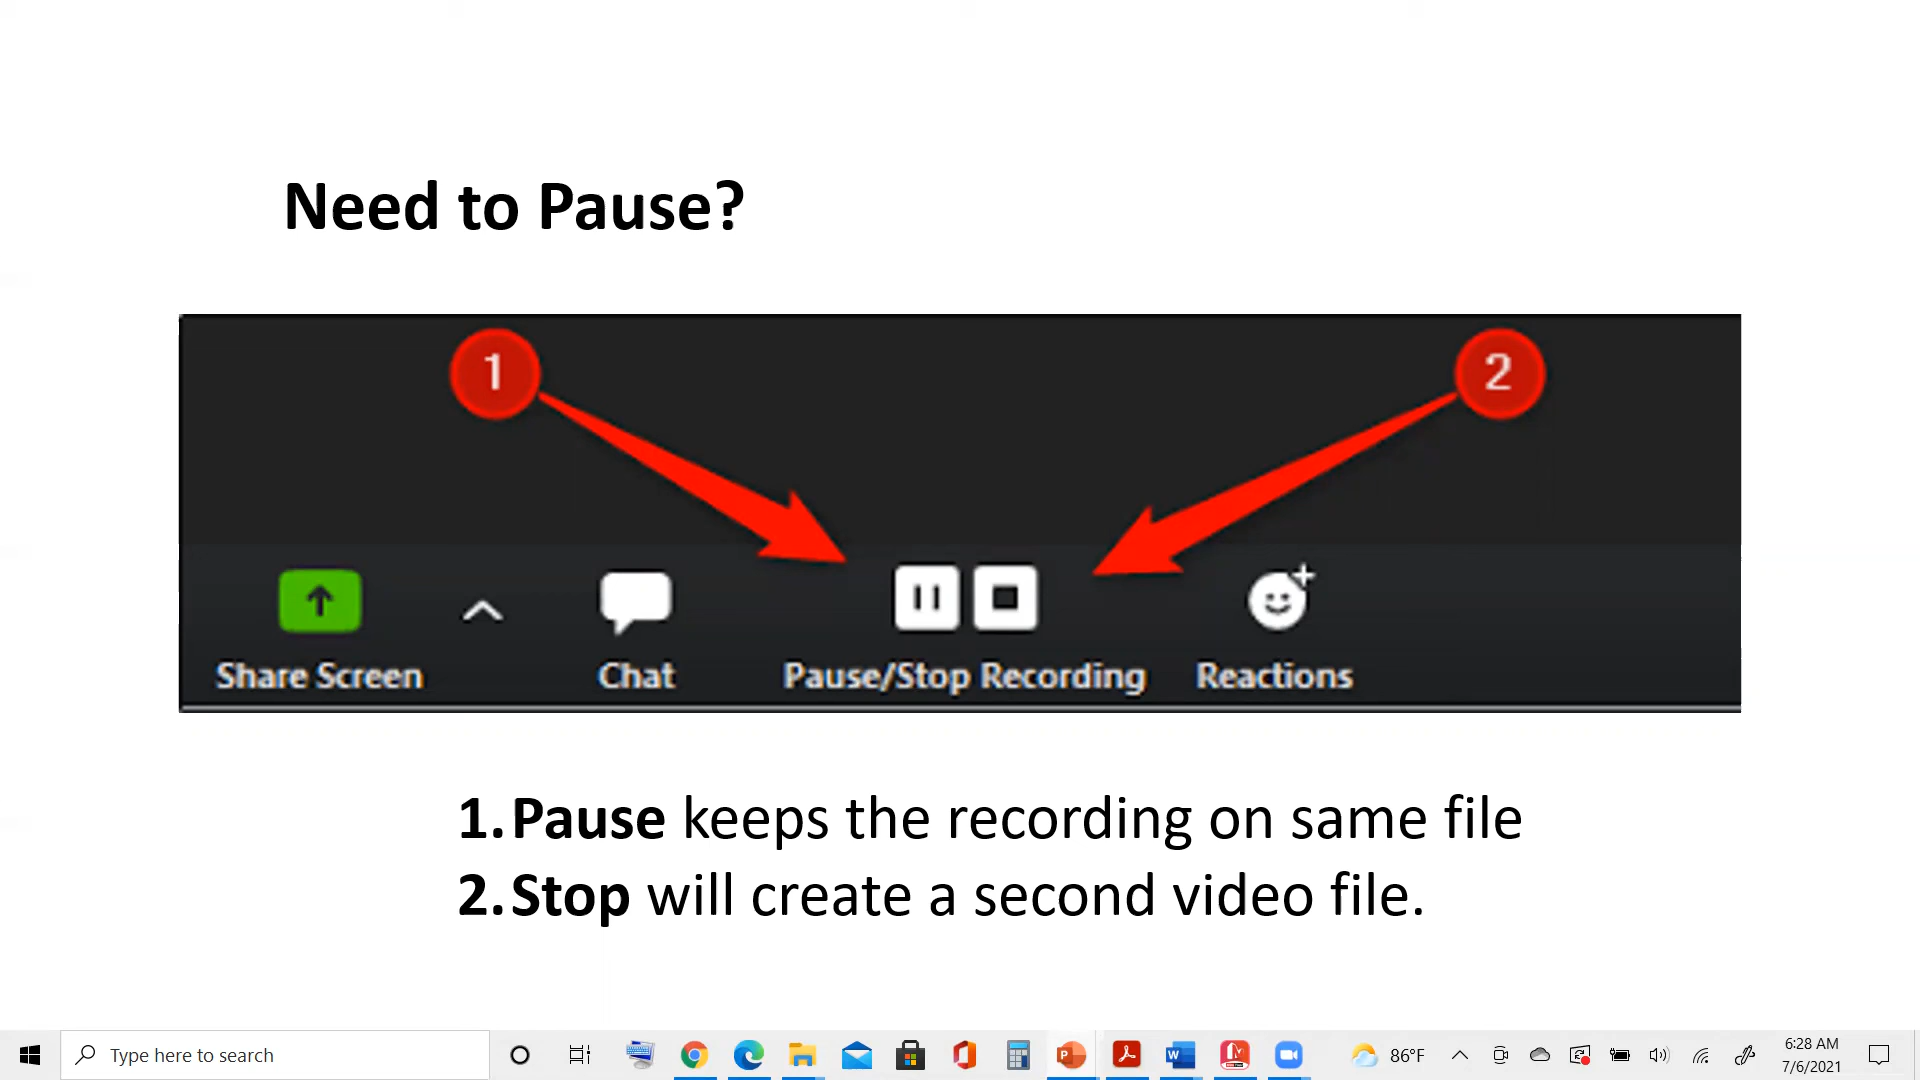 Need to Pause?
1
2
Share Screen
Chat
Pause/Stop Recording
Reactions
1. Pause keeps the recording on same file
2. Stop will create a second video file.
Type here to search
86°F
6:28 AM
7/6/2021